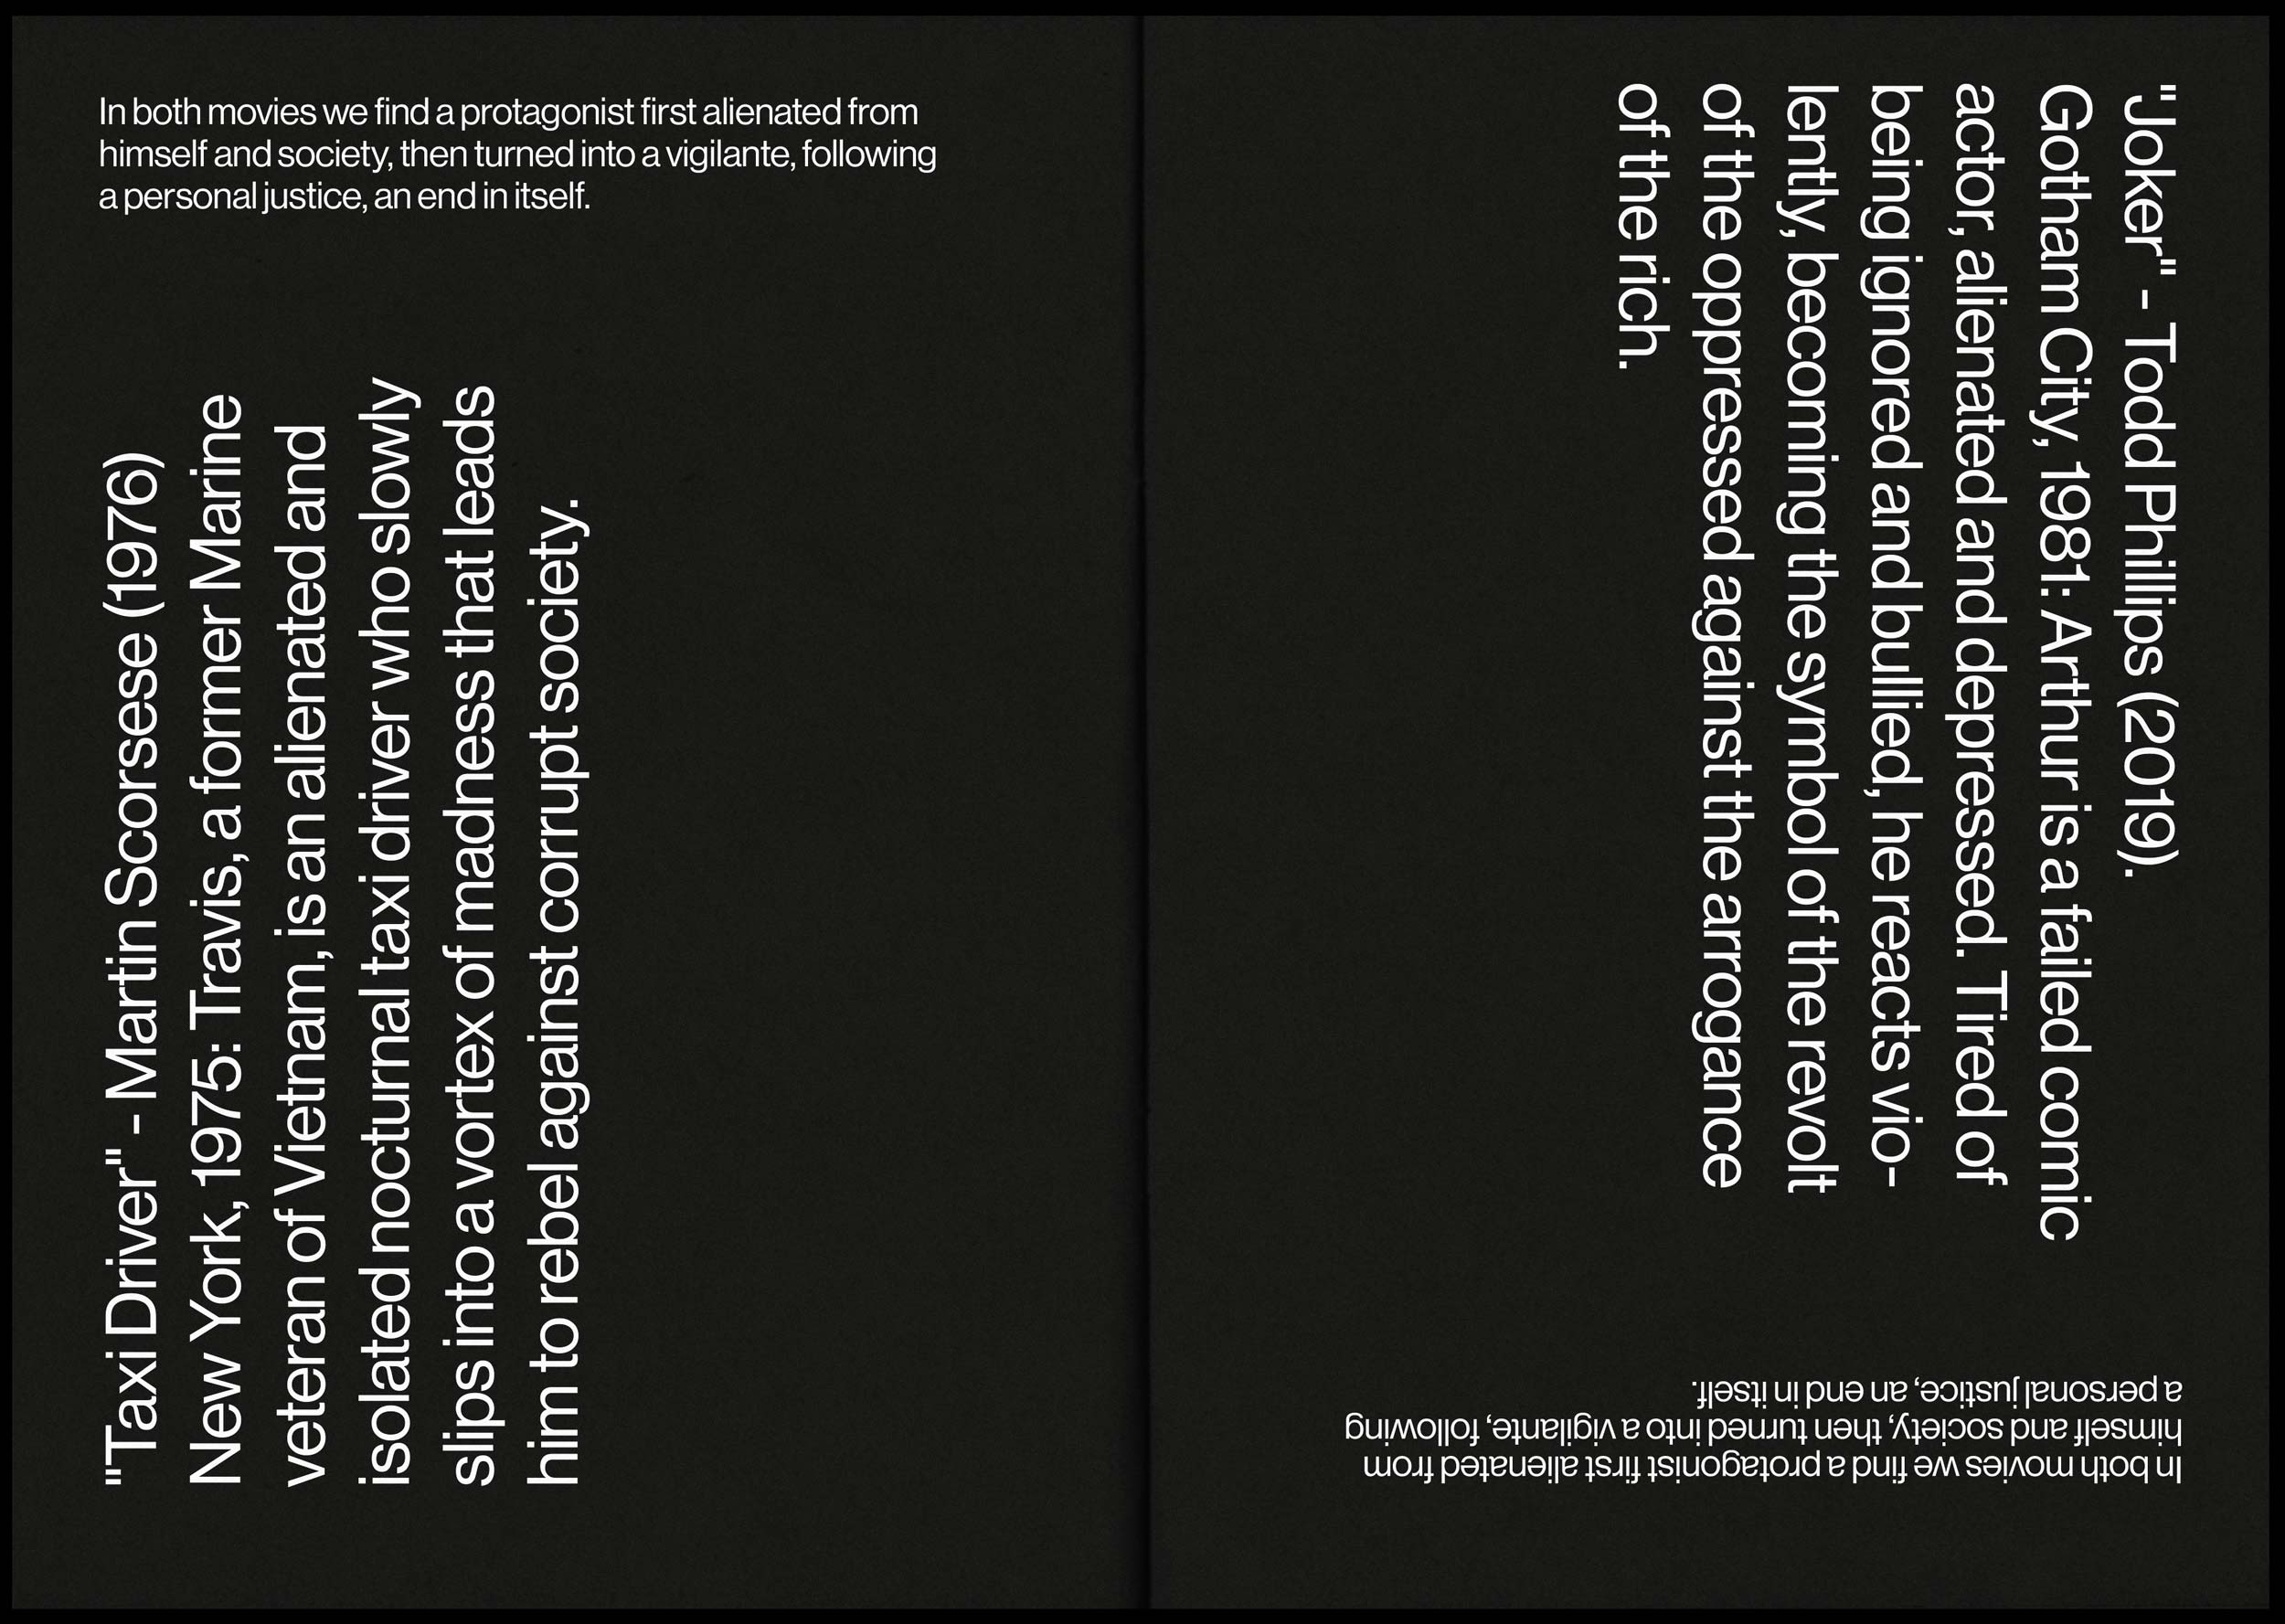 In both movies we find a protagonist first alienated from
himself and society, then turned into a vigilante, following
a personal justice, an end in itself.
"Taxi Driver" - Martin Scorsese (1976)
New York, 1975: Travis, a former Marine
veteran of Vietnam, is an alienated and
isolated nocturnal taxi driver who slowly
slips into a vortex of madness that leads
him to rebel against corrupt society.
"Joker" - Todd Phillips (2019).
Gotham City, 1981: Arthur is a failed comic
actor, alienated and depressed. Tired of
being ignored and bullied, he reacts vio-
lently, becoming the symbol of the revolt
of the oppressed against the arrogance
of the rich.
In both movies we find a protagonist first alienated from
himself and society, then turned into a vigilante, following
a personal justice, an end in itself.